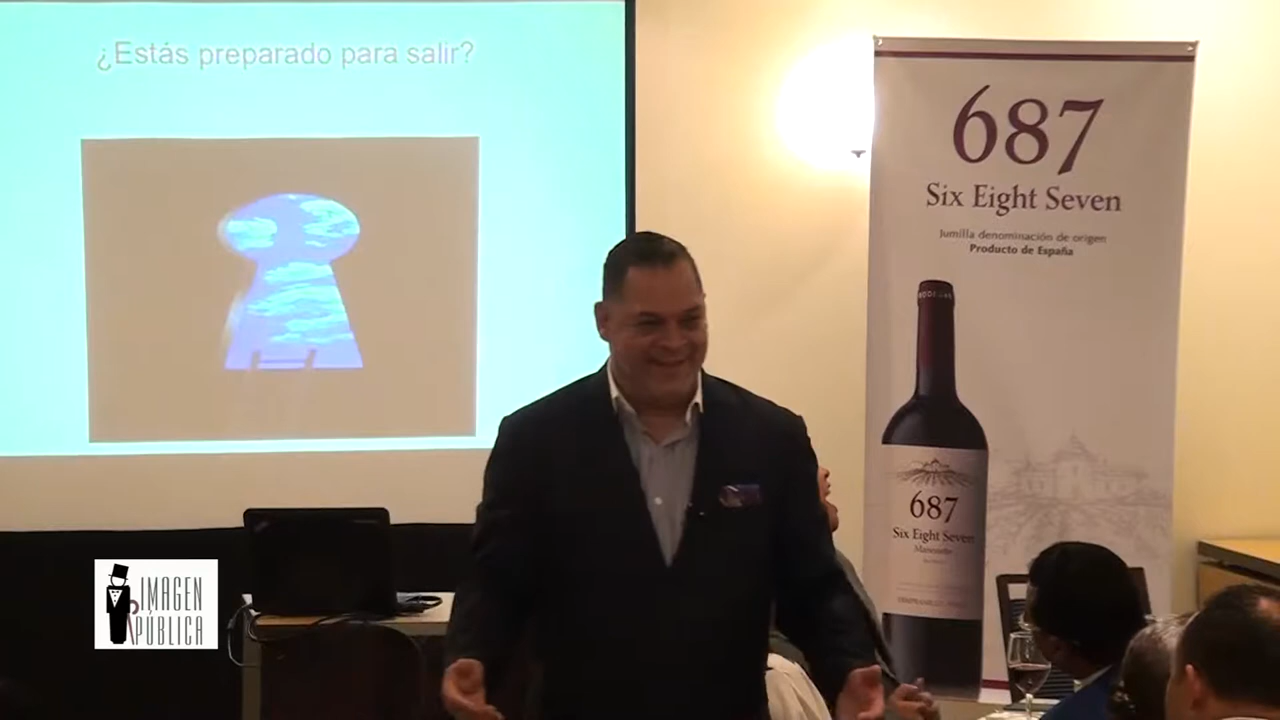 ¿Estás preparado para salir?
687
Six Eight Seven
Jumilla denominación de origen
Producto de España
687
Six Eight Seven
IMAGEN
PÚBLICA